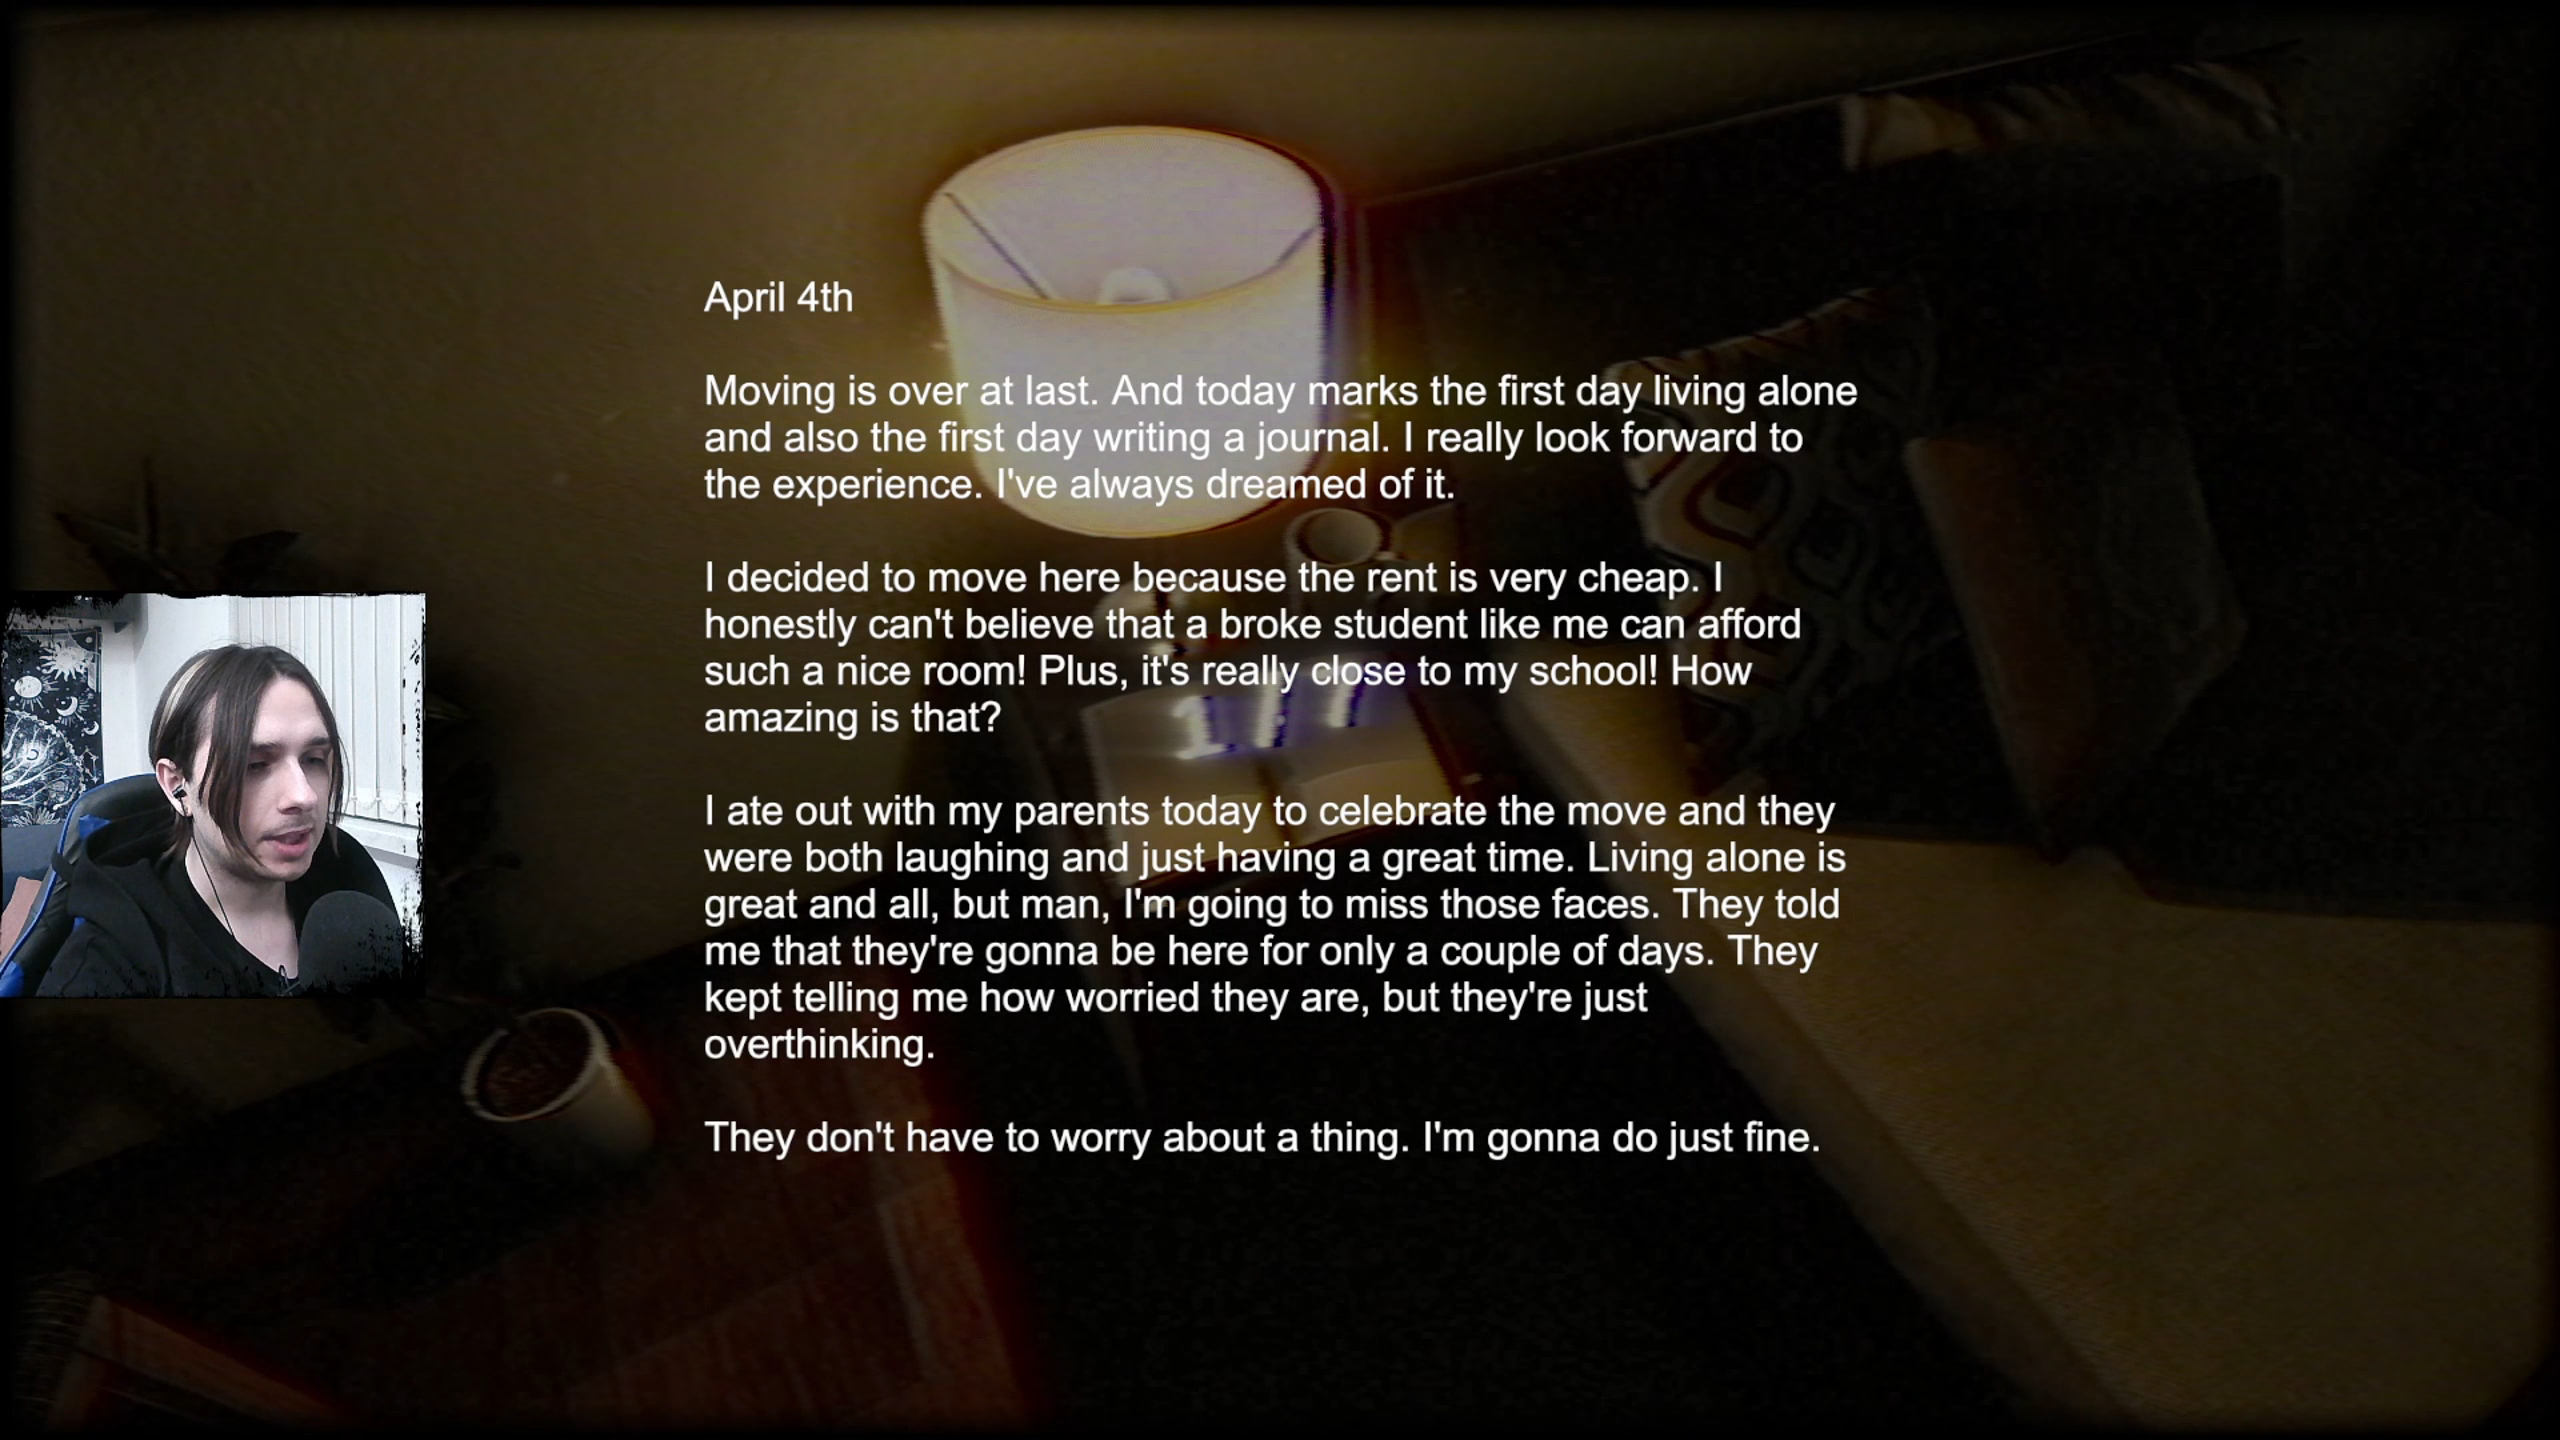 April 4th
Moving is over at last. And today marks the first day living alone
and also the first day writing a journal. I really look forward to
the experience. I've always dreamed of it.
I decided to move here because the rent is very cheap. I
honestly can't believe that a broke student like me can afford
such a nice room! Plus, it's really close to my school! How
amazing is that?
I ate out with my parents today to celebrate the move and they
were both laughing and just having a great time. Living alone is
great and all, but man, I'm going to miss those faces. They told
me that they're gonna be here for only a couple of days. They
kept telling me how worried they are, but they're just
overthinking.
They don't have to worry about a thing. I'm gonna do just fine.